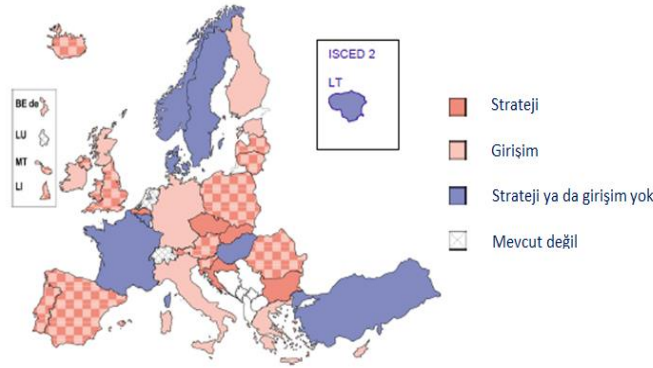 ISCED 2
LT
BE de
LU
MT
LI
Strateji
Girişim
Strateji ya da girişim yok
Mevcut değil